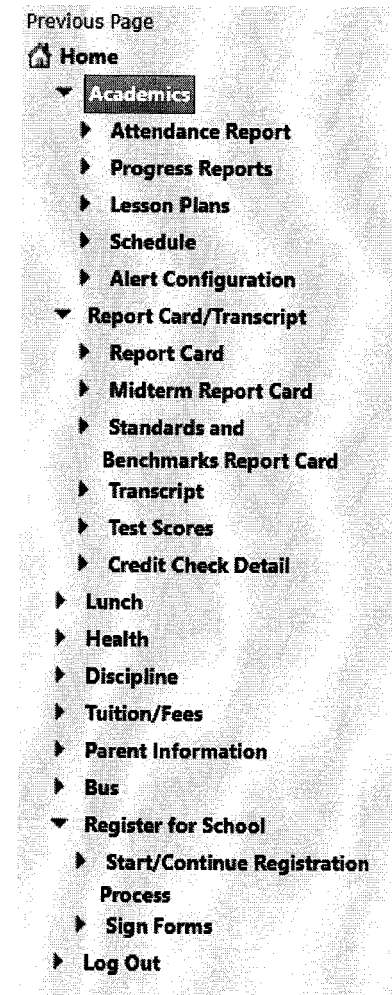 Previous Page
Home
Academics
Attendance Report
Progress Reports
Lesson Plans
Schedule
Alert Configuration
Report Card/Transcript
Report Card
Midterm Report Card
Standards and
Benchmarks Report Card
Transcript
Test Scores
Credit Check Detail
Lunch
Health
Discipline
Tuition/Fees
Parent Information
Bus
Register for School
Start/Continue Registration
Process
Sign Forms
Log Out